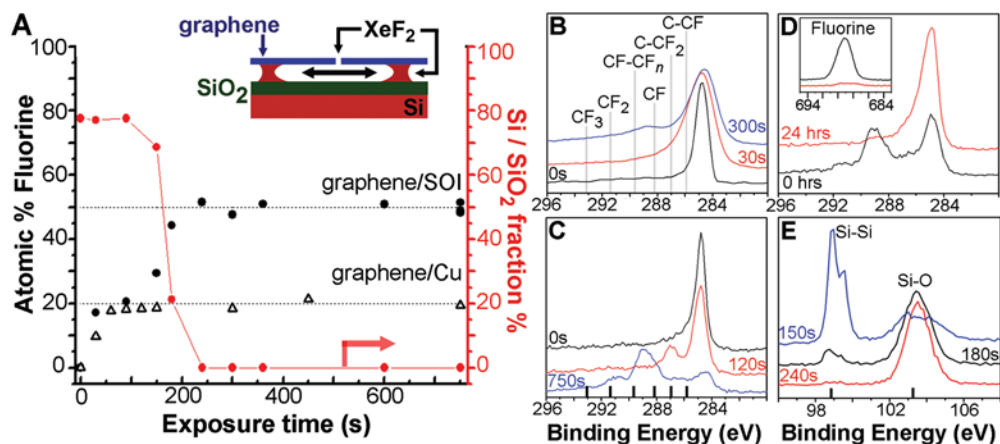 A
graphene
XeF2
SiO2
Si
graphene/SOI
graphene/Cu
Atomic % Fluorine
100
80
60
40
20
0
Si / SiO2 fraction %
100
80
60
40
20
0
0 200 400 600
Exposure time (s)
B
C-CF
C-CF2
CF-CFn
CF
CF2
CF3
300s
30s
0s
296 292 288 284
C
0s
120s
750s
296 292 288 284
Binding Energy (eV)
D
Fluorine
694 684
24 hrs
0 hrs
296 292 288 284
E
Si-Si
Si-O
150s
180s
240s
98 102 106
Binding Energy (eV)